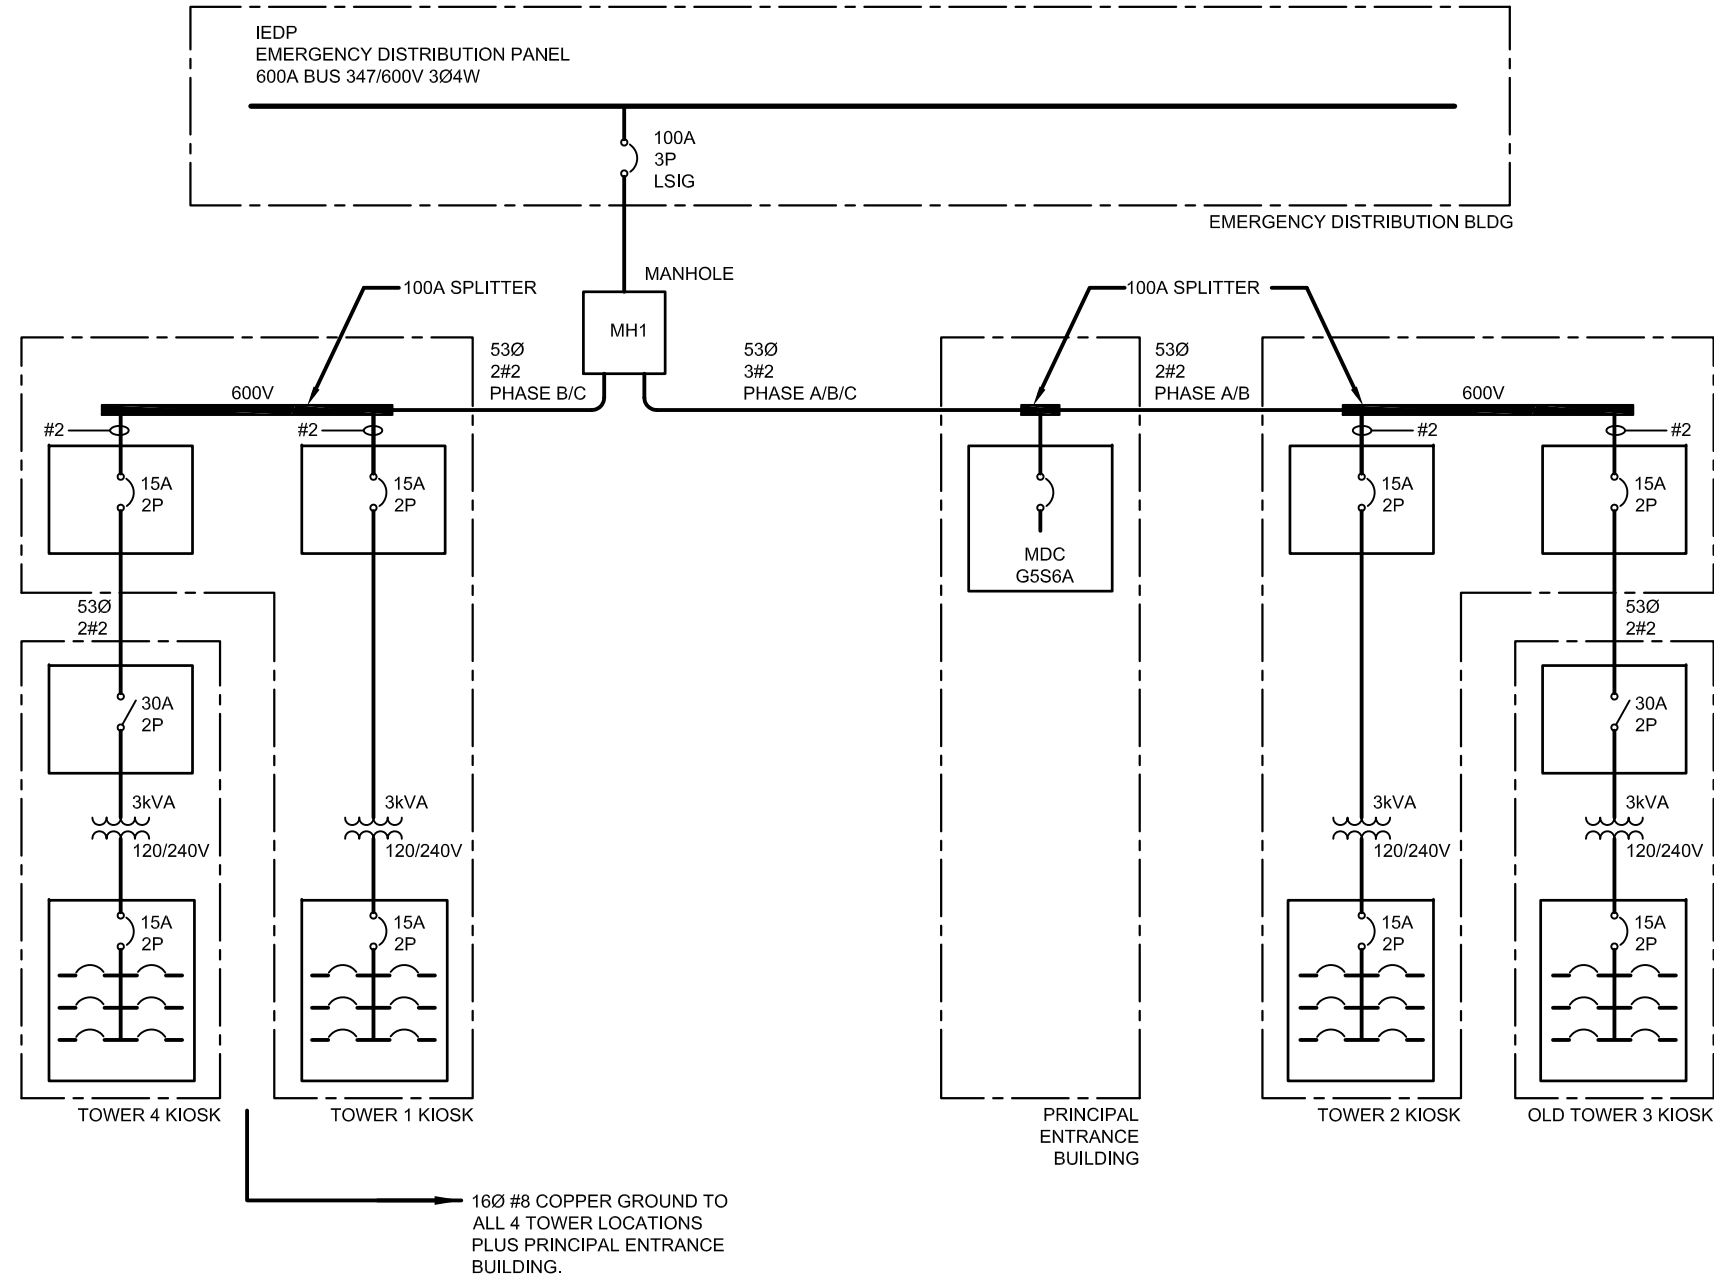 IEDP
EMERGENCY DISTRIBUTION PANEL
600A BUS 347/600V 3Ø4W
100A
3P
LSIG
EMERGENCY DISTRIBUTION BLDG
MANHOLE
MH1
100A SPLITTER
100A SPLITTER
53Ø
2#2
PHASE B/C
53Ø
3#2
PHASE A/B/C
53Ø
2#2
PHASE A/B
600V
600V
#2
#2
#2
#2
15A
2P
15A
2P
MDC
G5S6A
15A
2P
15A
2P
53Ø
2#2
53Ø
2#2
30A
2P
30A
2P
3kVA
120/240V
3kVA
120/240V
3kVA
120/240V
3kVA
120/240V
15A
2P
15A
2P
15A
2P
15A
2P
TOWER 4 KIOSK
TOWER 1 KIOSK
PRINCIPAL
ENTRANCE
BUILDING
TOWER 2 KIOSK
OLD TOWER 3 KIOSK
16Ø #8 COPPER GROUND TO
ALL 4 TOWER LOCATIONS
PLUS PRINCIPAL ENTRANCE
BUILDING.